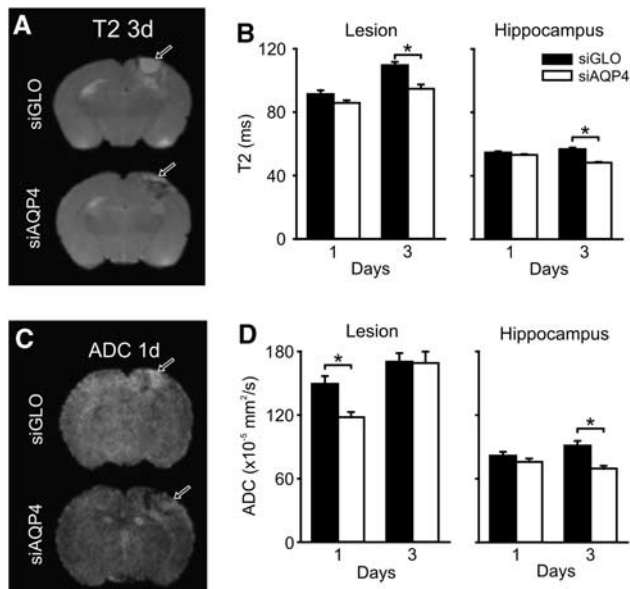 A
T2 3d
siGLO
siAQP4
B
Lesion
Hippocampus
siGLO
siAQP4
T2 (ms)
120
80
40
0
*
*
1
3
1
3
Days
Days
C
ADC 1d
siGLO
siAQP4
D
Lesion
Hippocampus
ADC (x10⁻⁵ mm²/s)
180
120
60
0
*
*
1
3
1
3
Days
Days